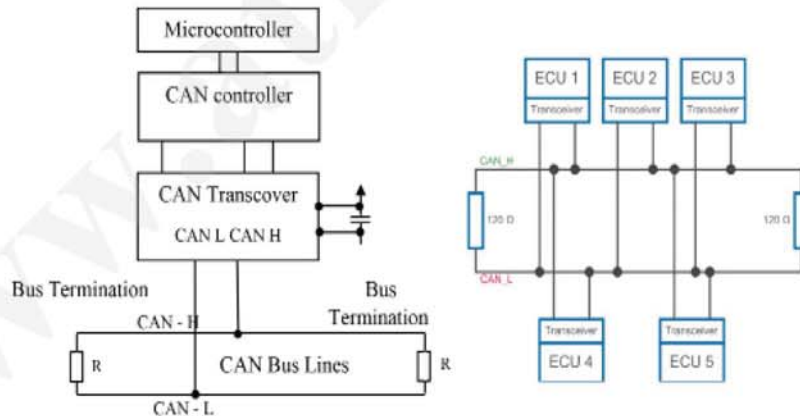 Microcontroller
CAN controller
CAN Transcover
CAN L CAN H
Bus Termination
Bus
Termination
CAN - H
R
CAN Bus Lines
R
CAN - L
ECU 1
ECU 2
ECU 3
Transceiver
Transceiver
Transceiver
CAN_H
120 Ω
120 Ω
CAN_L
Transceiver
Transceiver
ECU 4
ECU 5